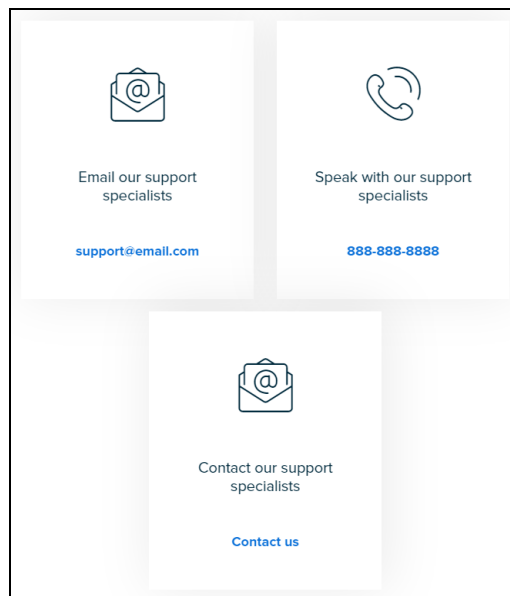 Email our support
specialists
support@email.com
Speak with our support
specialists
888-888-8888
Contact our support
specialists
Contact us